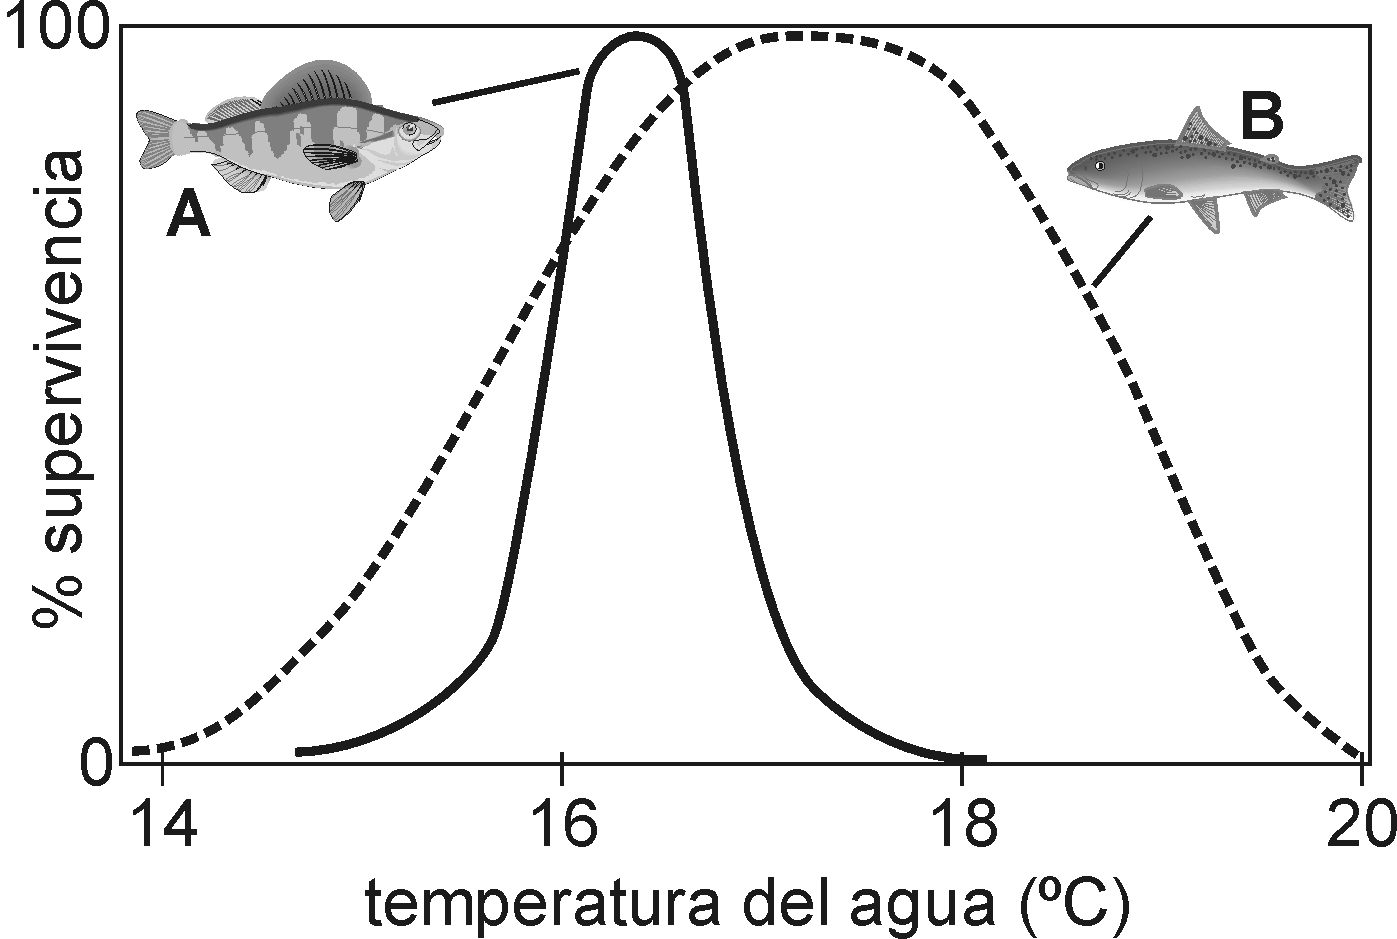 100
A
B
% supervivencia
0
14 16 18 20
temperatura del agua (ºC)